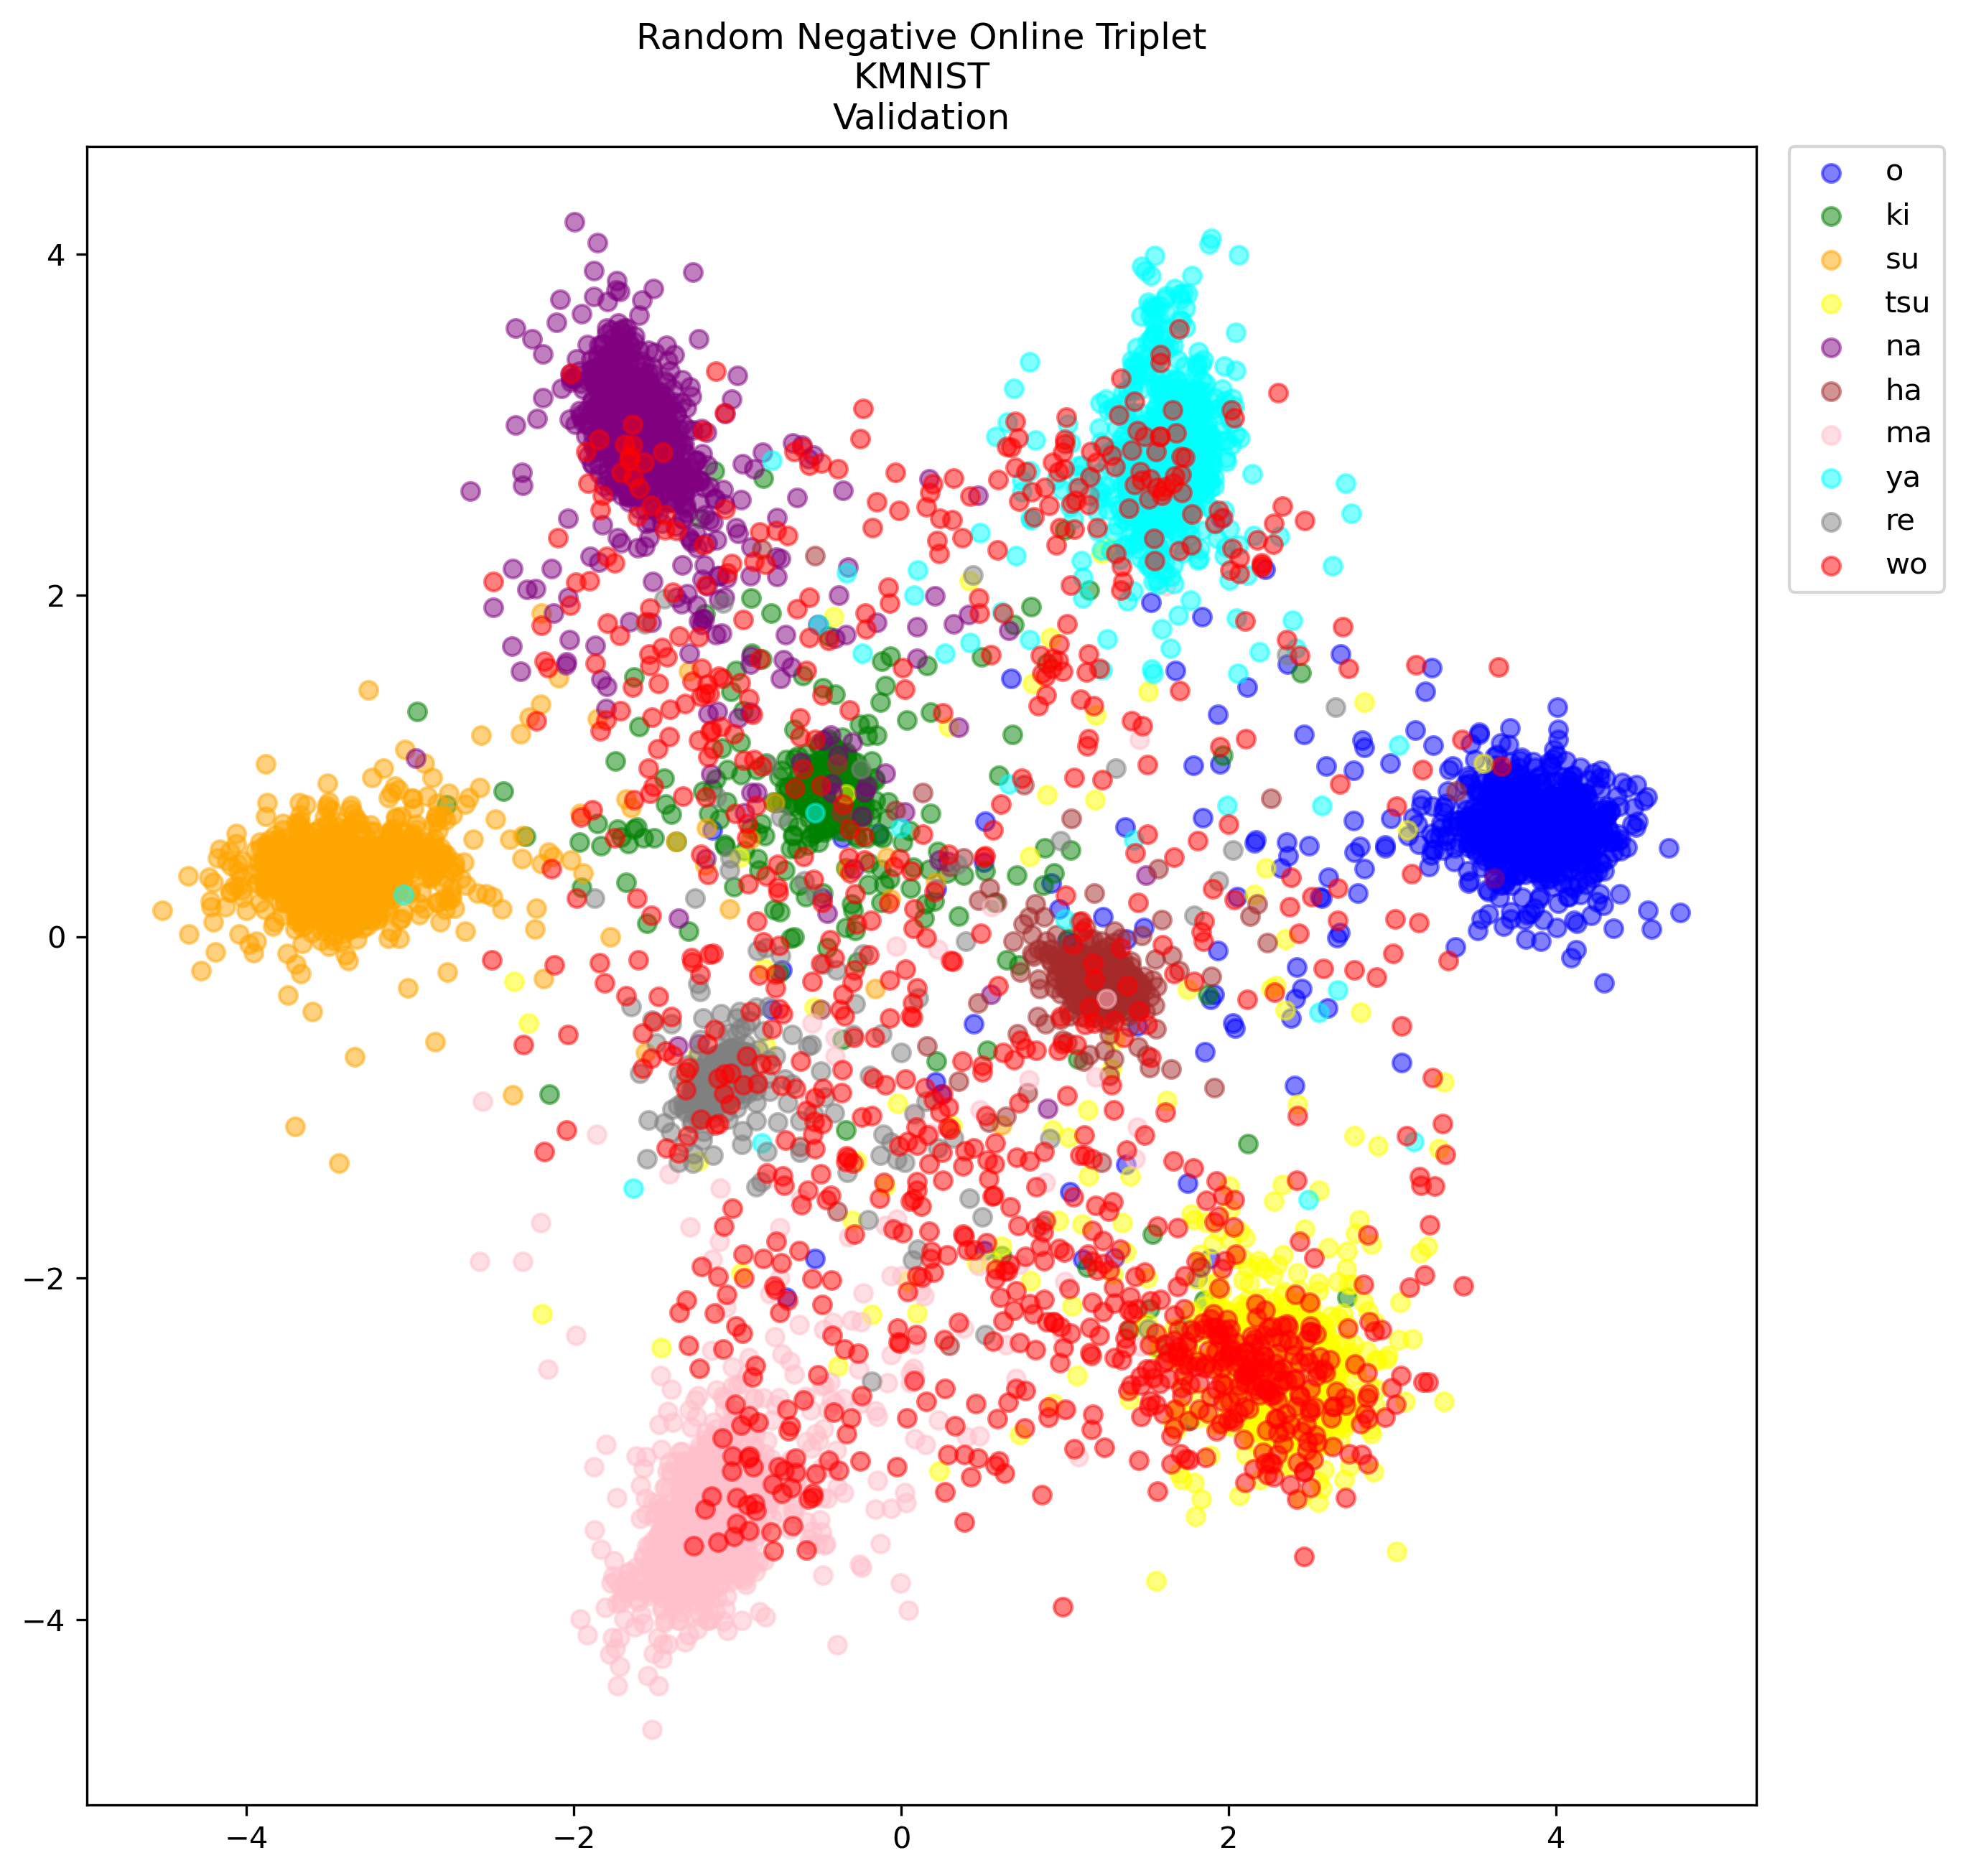 Random Negative Online Triplet
KMNIST
Validation
o
ki
su
tsu
na
ha
ma
ya
re
wo
4
2
0
−2
−4
−4
−2
0
2
4